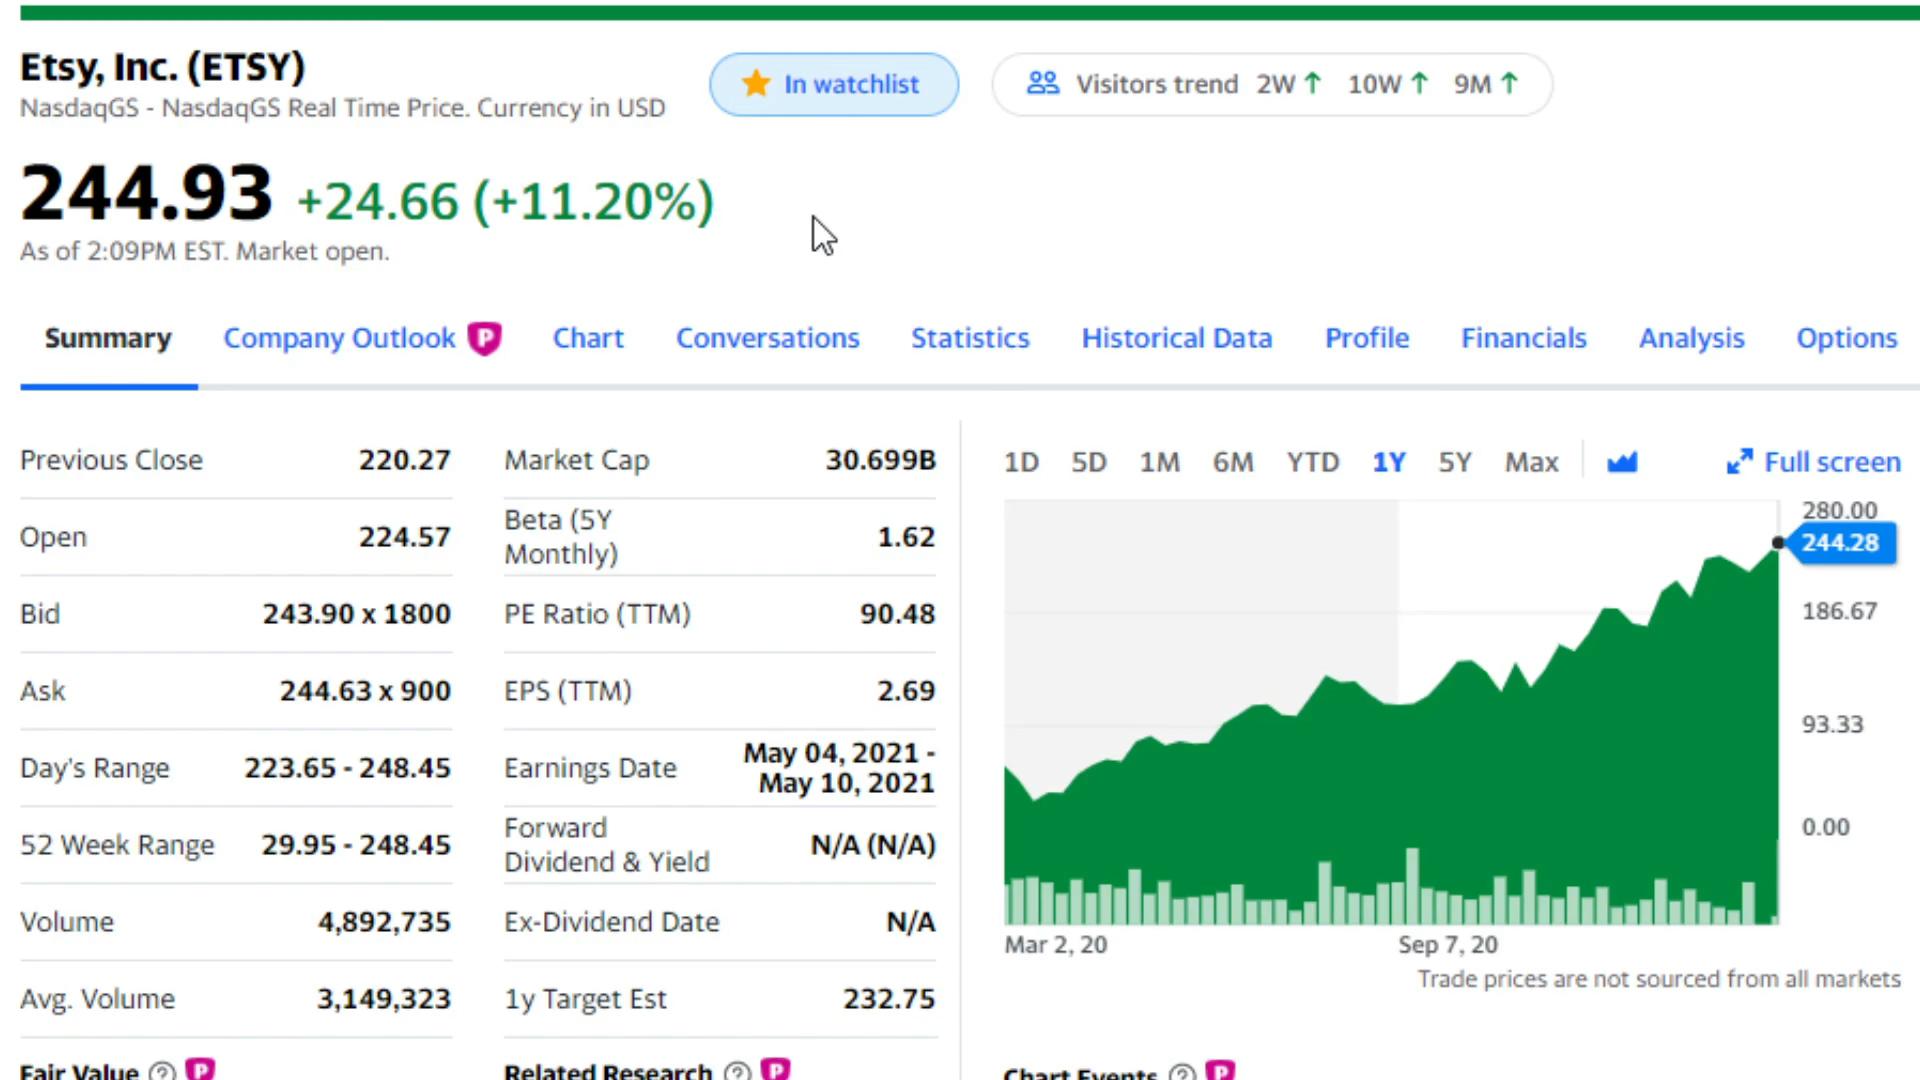 Etsy, Inc. (ETSY)
NasdaqGS - NasdaqGS Real Time Price. Currency in USD
In watchlist
Visitors trend 2W↑ 10W↑ 9M↑
244.93 +24.66 (+11.20%)
As of 2:09PM EST. Market open.
Summary Company Outlook P Chart Conversations Statistics Historical Data Profile Financials Analysis Options
Previous Close 220.27
Open 224.57
Bid 243.90 x 1800
Ask 244.63 x 900
Day's Range 223.65 - 248.45
52 Week Range 29.95 - 248.45
Volume 4,892,735
Avg. Volume 3,149,323
Fair Value ? P
Market Cap 30.699B
Beta (5Y
Monthly) 1.62
PE Ratio (TTM) 90.48
EPS (TTM) 2.69
Earnings Date May 04, 2021 -
May 10, 2021
Forward
Dividend & Yield N/A (N/A)
Ex-Dividend Date N/A
1y Target Est 232.75
Related Research ? P
1D 5D 1M 6M YTD 1Y 5Y Max Full screen
280.00
244.28
186.67
93.33
0.00
Mar 2, 20 Sep 7, 20
Trade prices are not sourced from all markets
Chart Events ? P